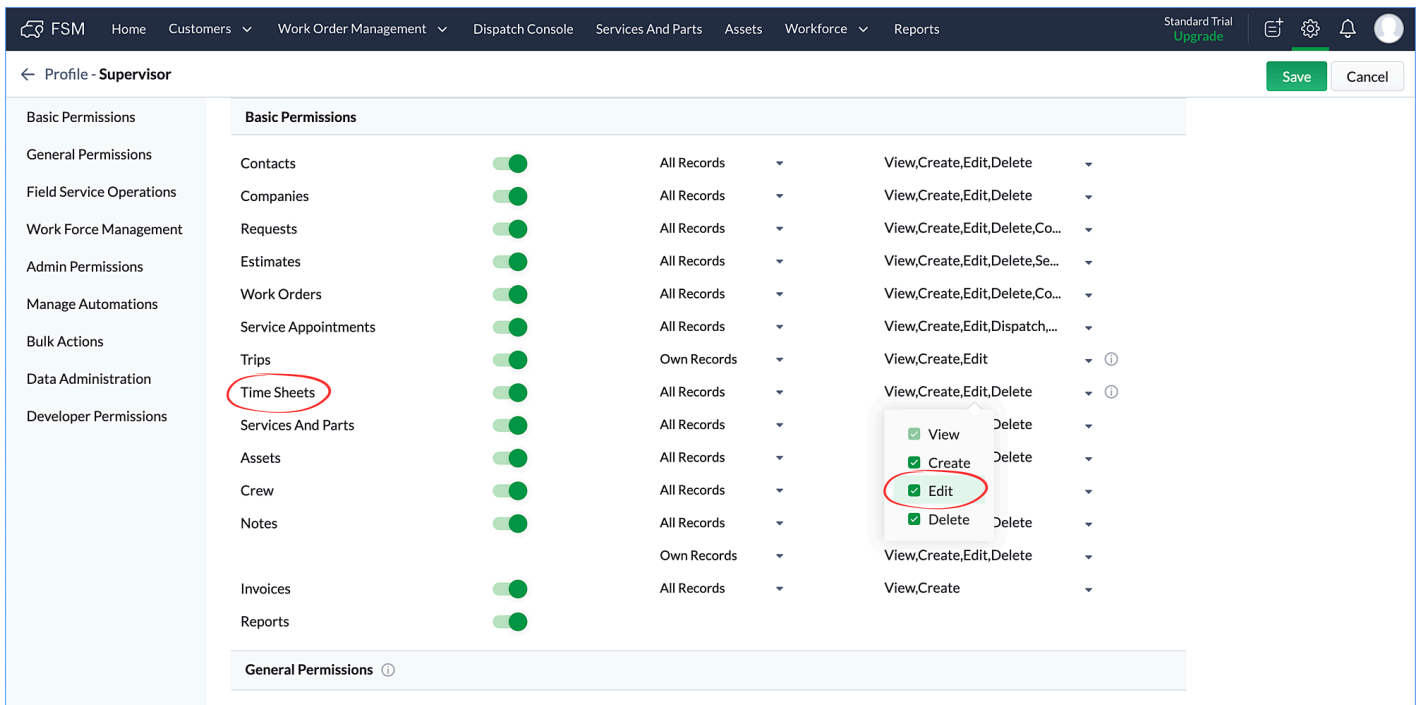 FSM Home Customers Work Order Management Dispatch Console Services And Parts Assets Workforce Reports Standard Trial
Upgrade
Profile - Supervisor Save Cancel
Basic Permissions
General Permissions
Field Service Operations
Work Force Management
Admin Permissions
Manage Automations
Bulk Actions
Data Administration
Developer Permissions
Basic Permissions
Contacts All Records View,Create,Edit,Delete
Companies All Records View,Create,Edit,Delete
Requests All Records View,Create,Edit,Delete,Co...
Estimates All Records View,Create,Edit,Delete,Se...
Work Orders All Records View,Create,Edit,Delete,Co...
Service Appointments All Records View,Create,Edit,Dispatch,...
Trips Own Records View,Create,Edit
Time Sheets All Records View,Create,Edit,Delete
Services And Parts All Records Delete
View
Assets All Records Delete
Create
Crew All Records
Edit
Notes All Records Delete
Delete
Own Records View,Create,Edit,Delete
Invoices All Records View,Create
Reports
General Permissions